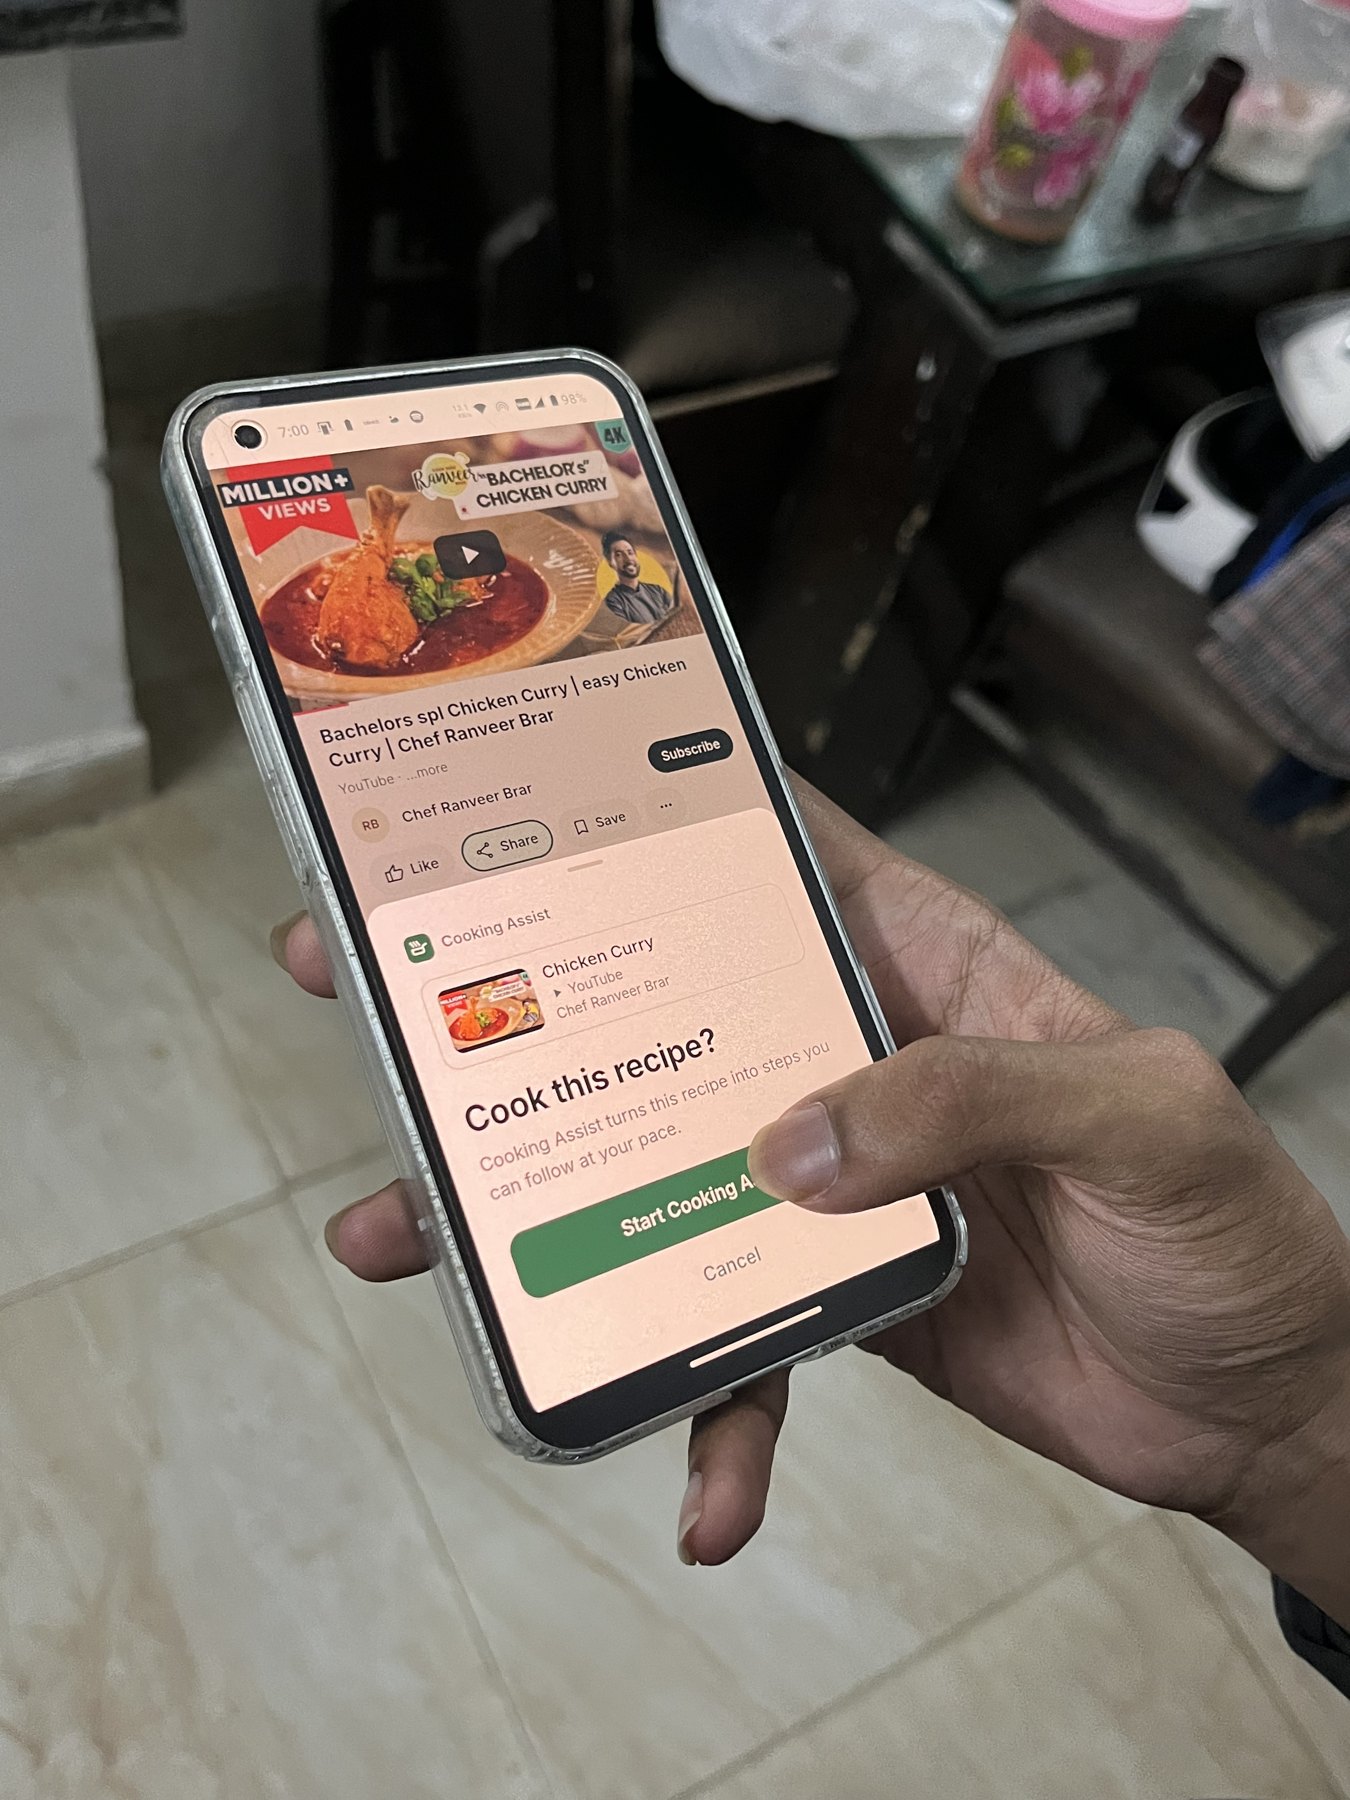 7:00
98%
4K
MILLION+
VIEWS
Ranveer
"BACHELOR's"
CHICKEN CURRY
Bachelors spl Chicken Curry | easy Chicken
Curry | Chef Ranveer Brar
YouTube · ...more
Subscribe
RB
Chef Ranveer Brar
Like
Share
Save
...
Cooking Assist
Chicken Curry
YouTube
Chef Ranveer Brar
Cook this recipe?
Cooking Assist turns this recipe into steps you
can follow at your pace.
Start Cooking A
Cancel